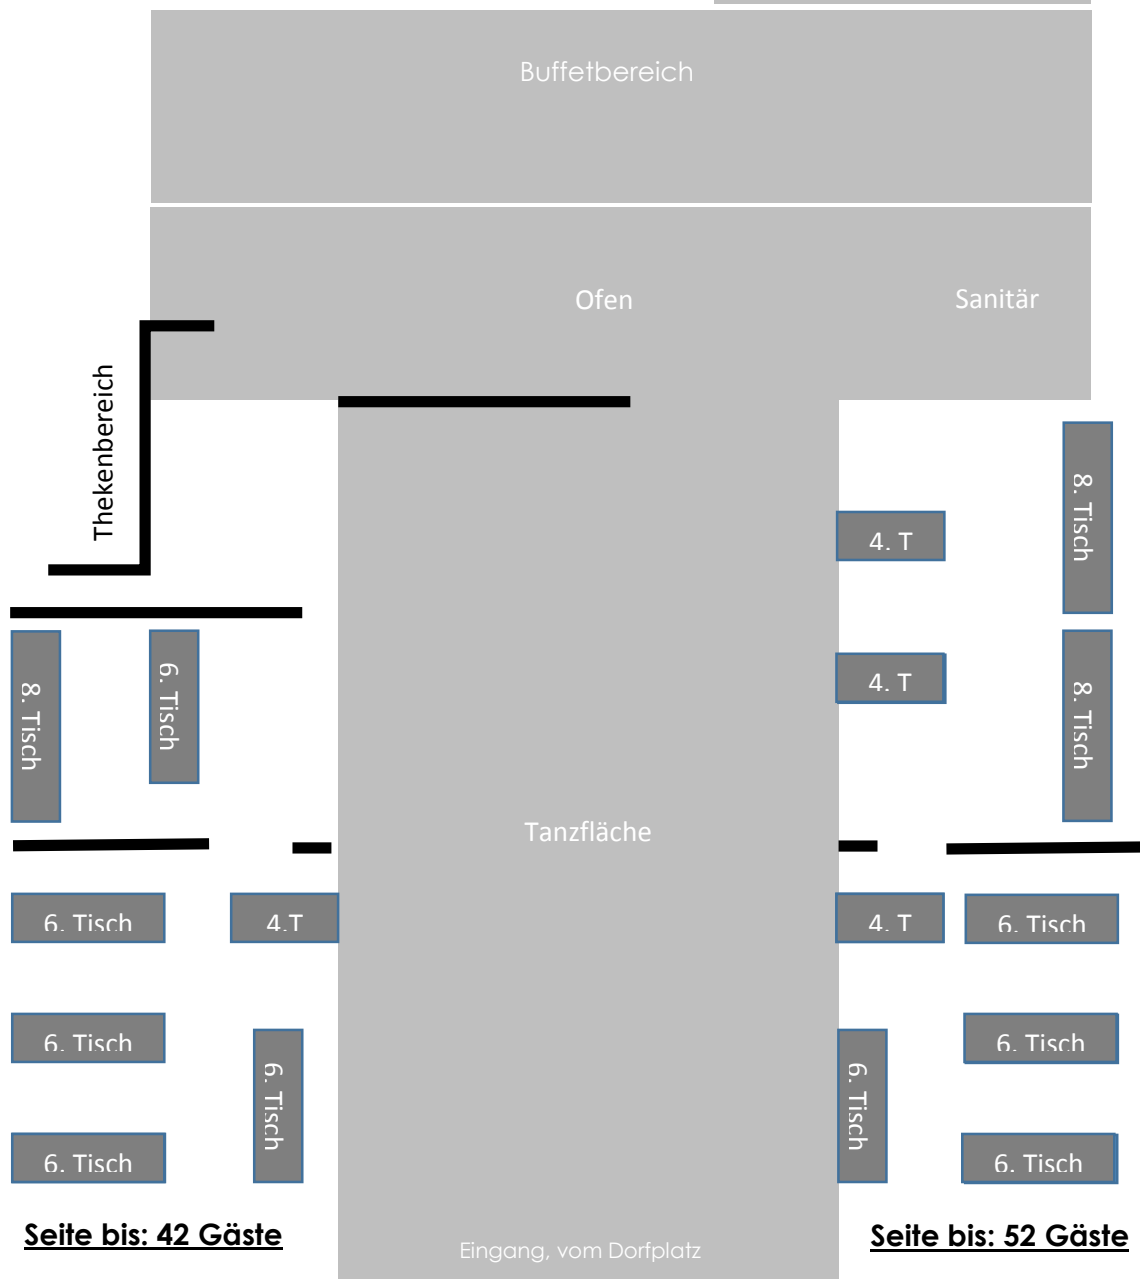 Buffetbereich
Ofen
Sanitär
Thekenbereich
8. Tisch
4. T
8. Tisch
6. Tisch
4. T
8. Tisch
Tanzfläche
6. Tisch
4.T
4. T
6. Tisch
6. Tisch
6. Tisch
6. Tisch
6. Tisch
6. Tisch
6. Tisch
6. Tisch
Seite bis: 42 Gäste
Eingang, vom Dorfplatz
Seite bis: 52 Gäste